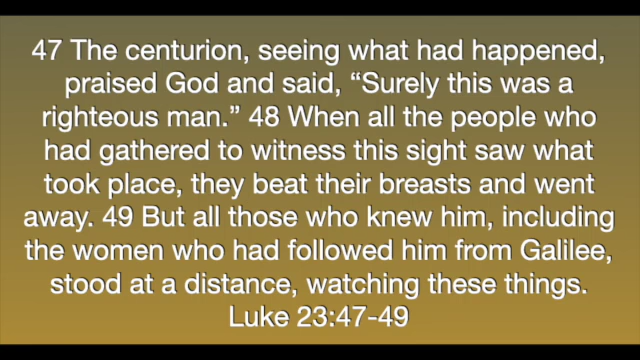 47 The centurion, seeing what had happened,
praised God and said, “Surely this was a
righteous man.” 48 When all the people who
had gathered to witness this sight saw what
took place, they beat their breasts and went
away. 49 But all those who knew him, including
the women who had followed him from Galilee,
stood at a distance, watching these things.
Luke 23:47-49